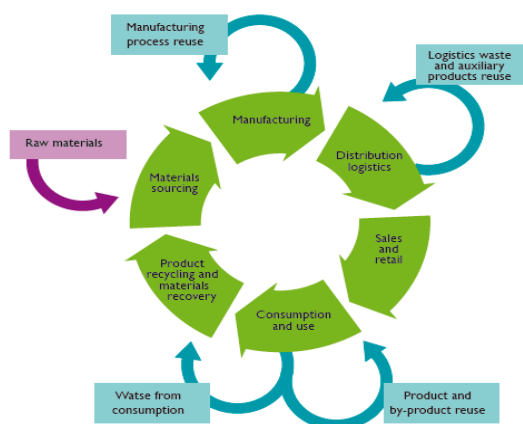 Manufacturing
process reuse
Logistics waste
and auxiliary
products reuse
Manufacturing
Raw materials
Distribution
logistics
Materials
sourcing
Sales
and
retail
Product
recycling and
materials
recovery
Consumption
and use
Watse from
consumption
Product and
by-product reuse